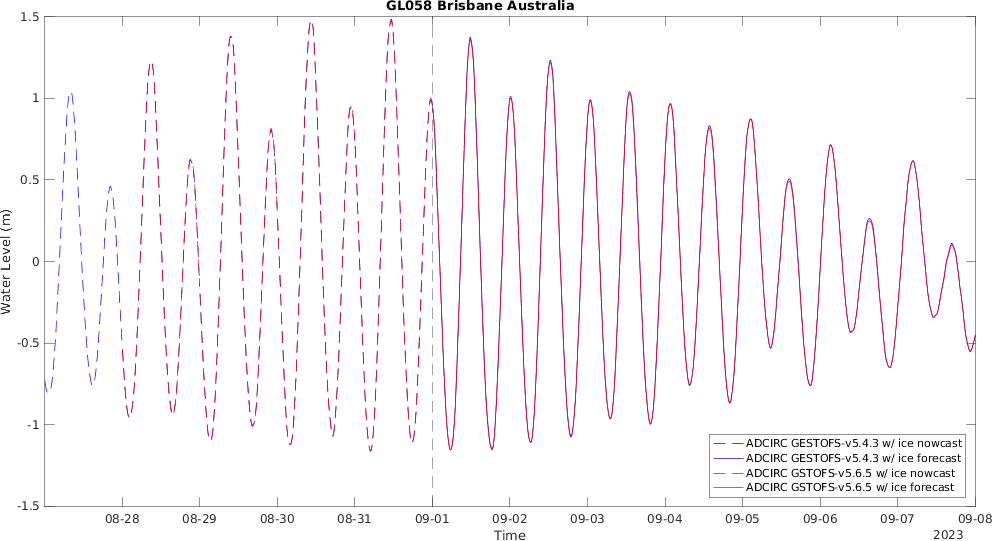 GL058 Brisbane Australia
1.5
1
0.5
0
-0.5
-1
-1.5
Water Level (m)
08-28 08-29 08-30 08-31 09-01 09-02 09-03 09-04 09-05 09-06 09-07 09-08
Time
2023
ADCIRC GESTOFS-v5.4.3 w/ ice nowcast
ADCIRC GESTOFS-v5.4.3 w/ ice forecast
ADCIRC GSTOFS-v5.6.5 w/ ice nowcast
ADCIRC GSTOFS-v5.6.5 w/ ice forecast